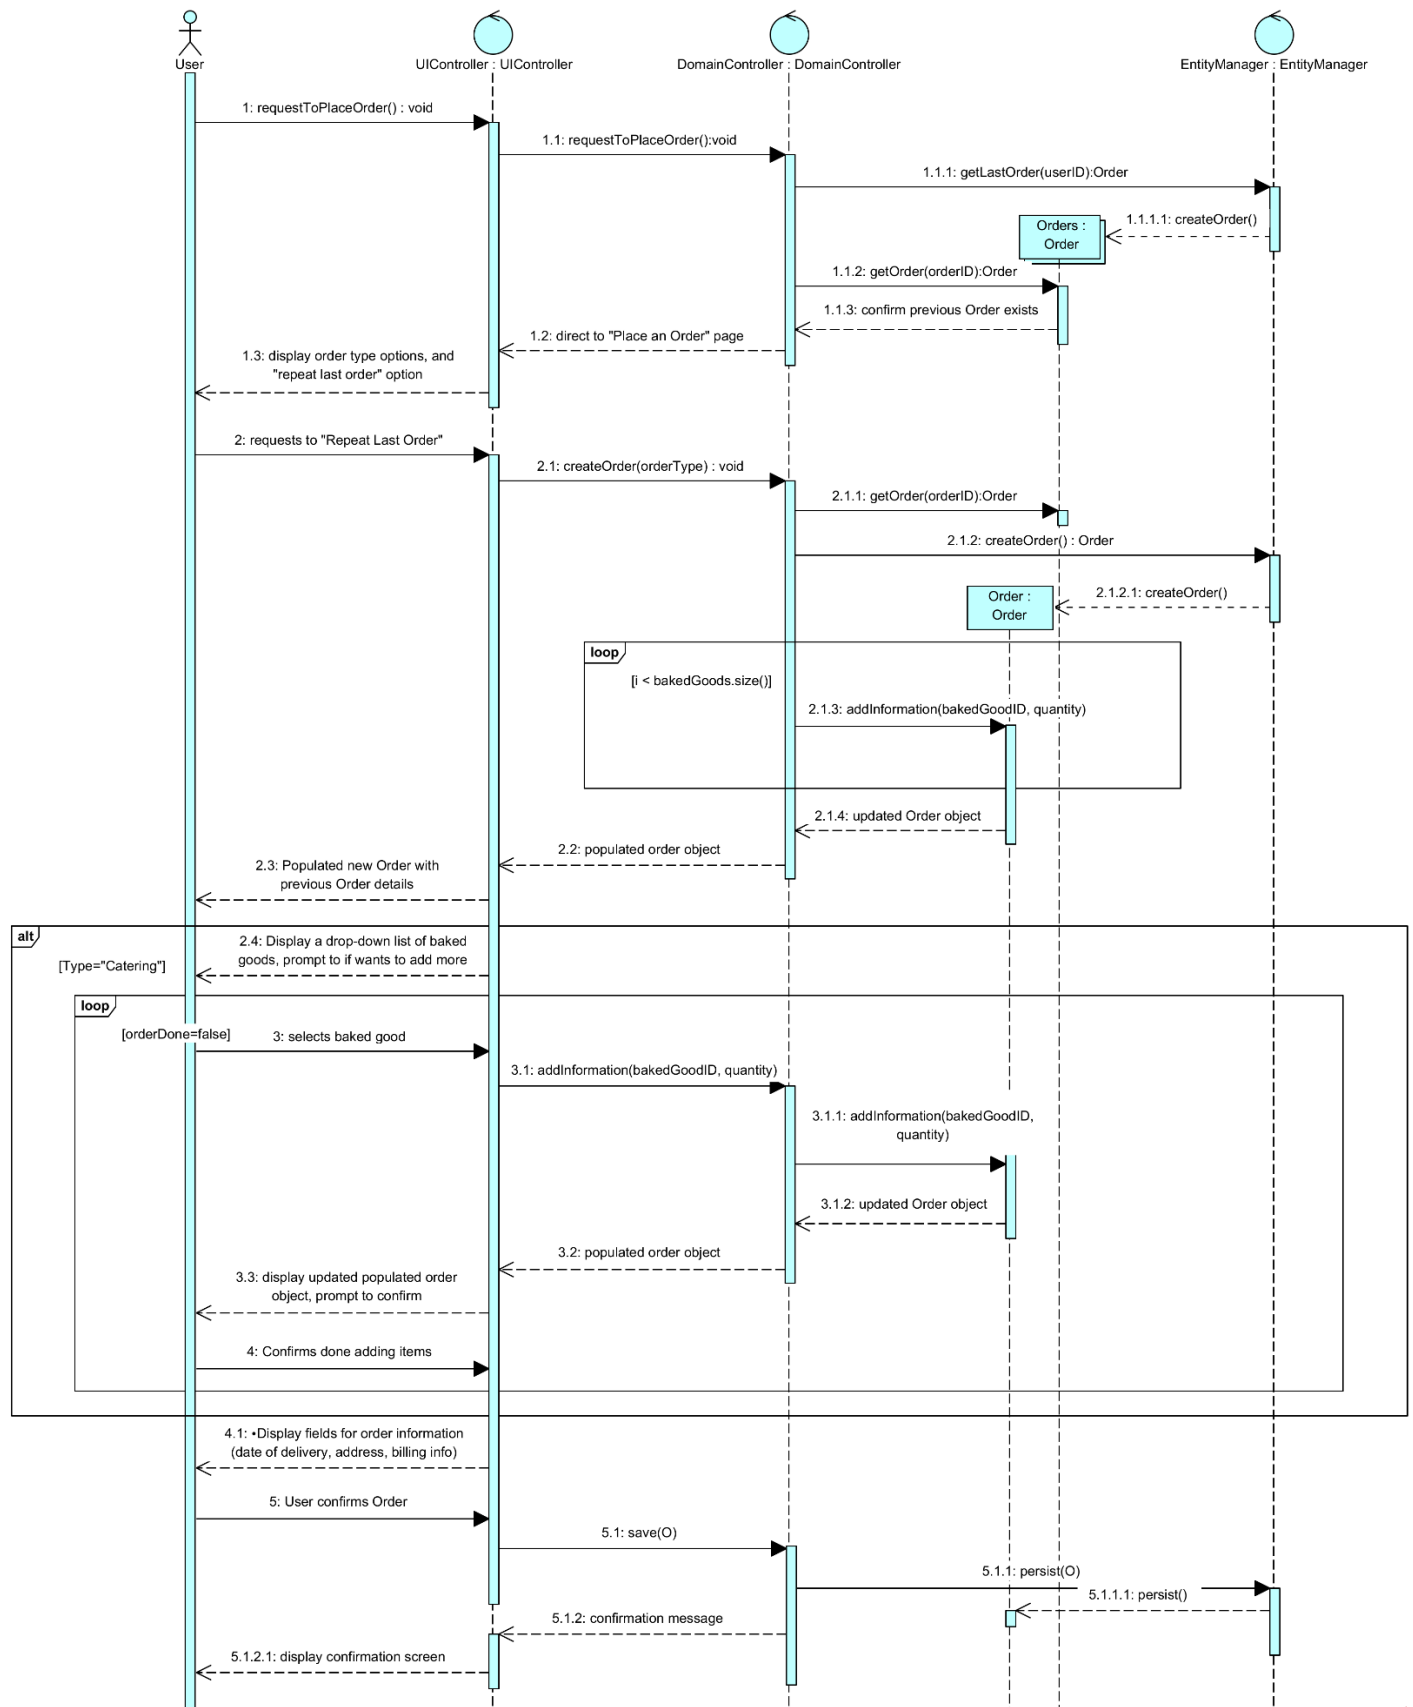 User
UIController : UIController
DomainController : DomainController
EntityManager : EntityManager
1: requestToPlaceOrder() : void
1.1: requestToPlaceOrder():void
1.1.1: getLastOrder(userID):Order
1.1.1.1: createOrder()
Orders :
Order
1.1.2: getOrder(orderID):Order
1.1.3: confirm previous Order exists
1.2: direct to "Place an Order" page
1.3: display order type options, and
"repeat last order" option
2: requests to "Repeat Last Order"
2.1: createOrder(orderType) : void
2.1.1: getOrder(orderID):Order
2.1.2: createOrder() : Order
2.1.2.1: createOrder()
Order :
Order
loop
[i < bakedGoods.size()]
2.1.3: addInformation(bakedGoodID, quantity)
2.1.4: updated Order object
2.2: populated order object
2.3: Populated new Order with
previous Order details
alt
[Type="Catering"]
2.4: Display a drop-down list of baked
goods, prompt to if wants to add more
loop
[orderDone=false]
3: selects baked good
3.1: addInformation(bakedGoodID, quantity)
3.1.1: addInformation(bakedGoodID,
quantity)
3.1.2: updated Order object
3.2: populated order object
3.3: display updated populated order
object, prompt to confirm
4: Confirms done adding items
4.1: •Display fields for order information
(date of delivery, address, billing info)
5: User confirms Order
5.1: save(O)
5.1.1: persist(O)
5.1.1.1: persist()
5.1.2: confirmation message
5.1.2.1: display confirmation screen